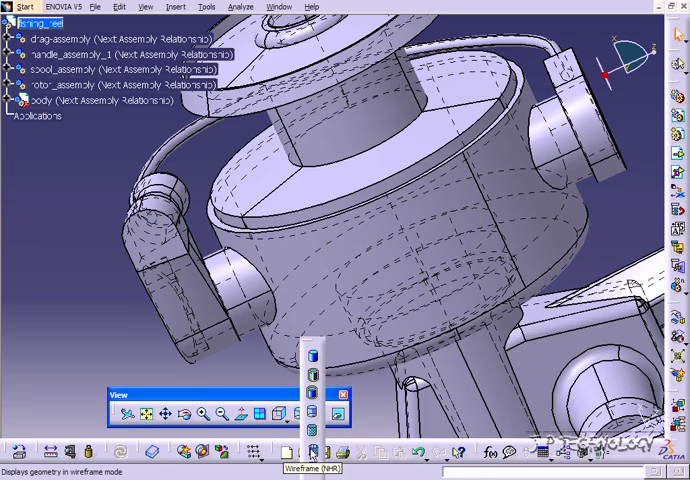 Start ENOVIA V5 File Edit View Insert Tools Analyze Window Help
fishing_reel
drag-assembly (Next Assembly Relationship)
handle_assembly_1 (Next Assembly Relationship)
spool_assembly (Next Assembly Relationship)
rotor_assembly (Next Assembly Relationship)
body (Next Assembly Relationship)
Applications
x
z
View
f(x)
CATIA
Wireframe (NHR)
Displays geometry in wireframe mode